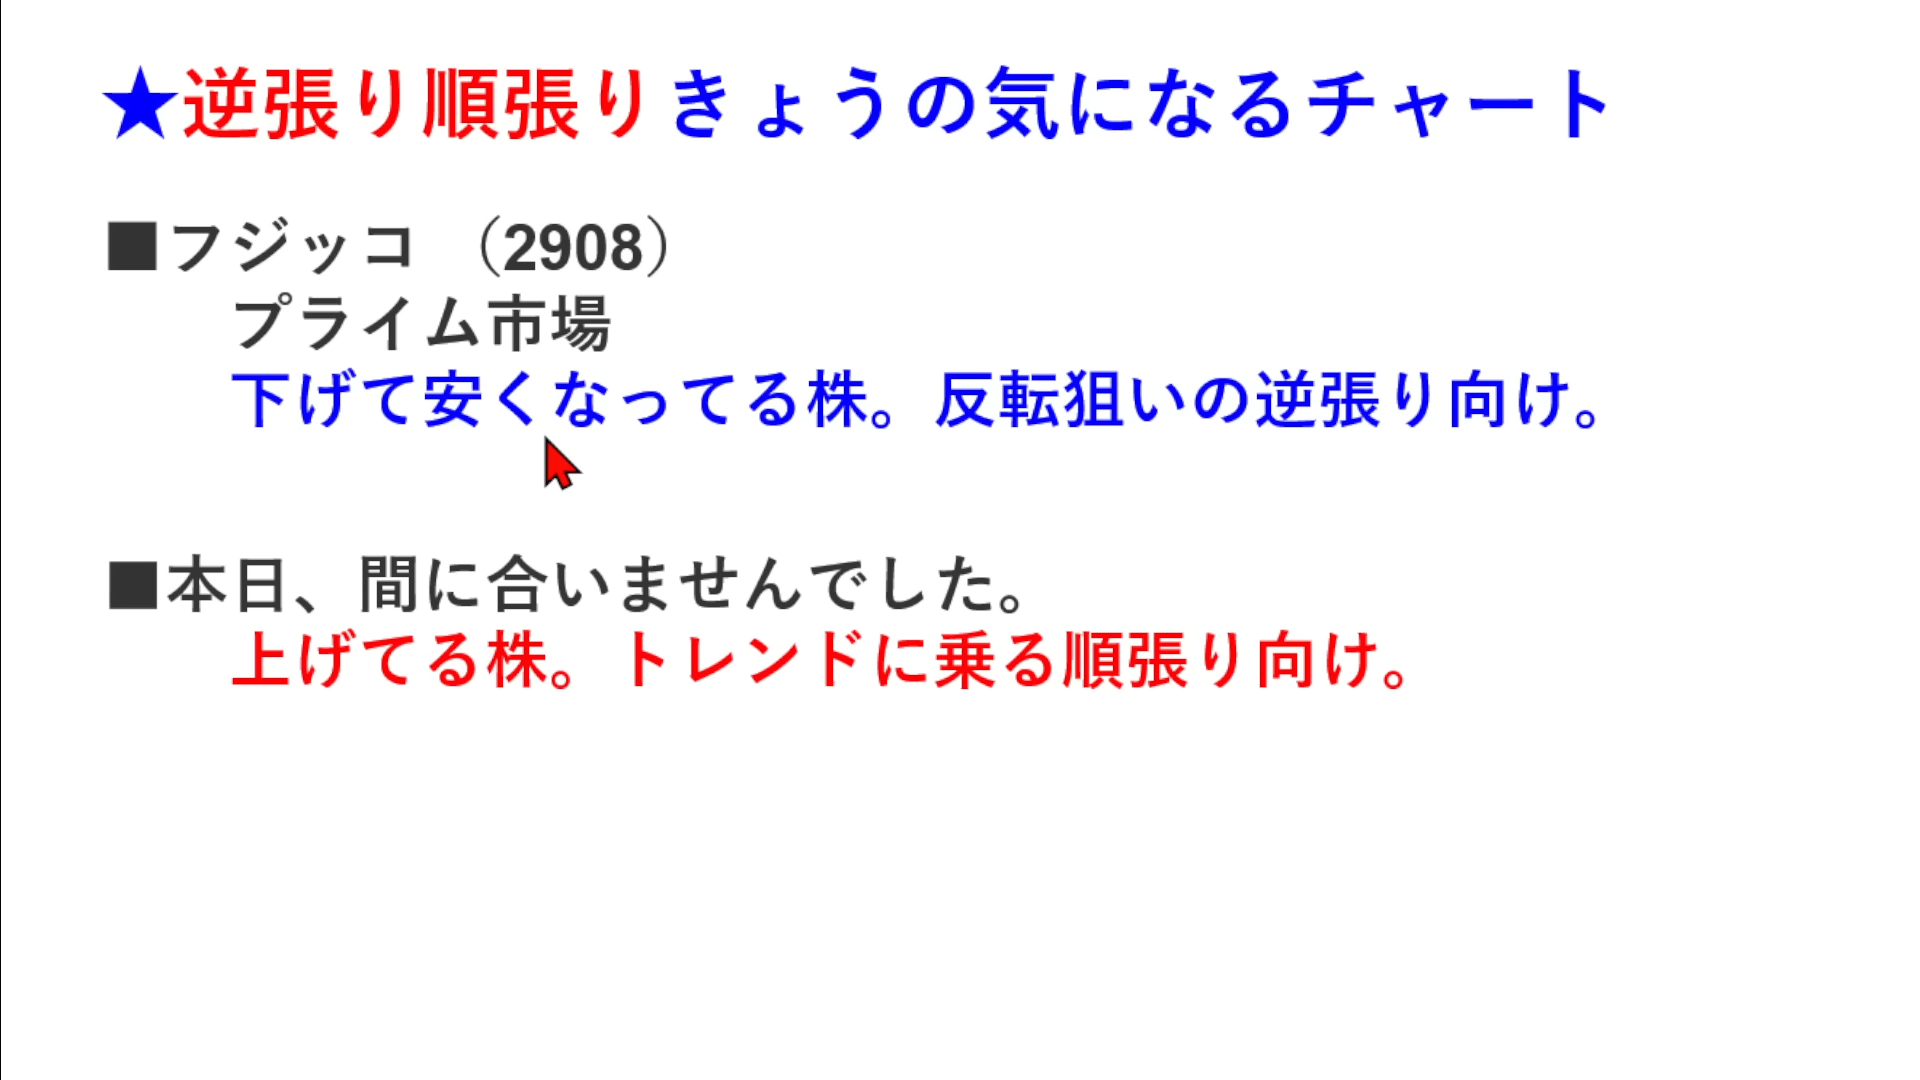 ★逆張り順張りきょうの気になるチャート
■フジッコ （2908）
プライム市場
下げて安くなってる株。反転狙いの逆張り向け。
■本日、間に合いませんでした。
上げてる株。トレンドに乗る順張り向け。